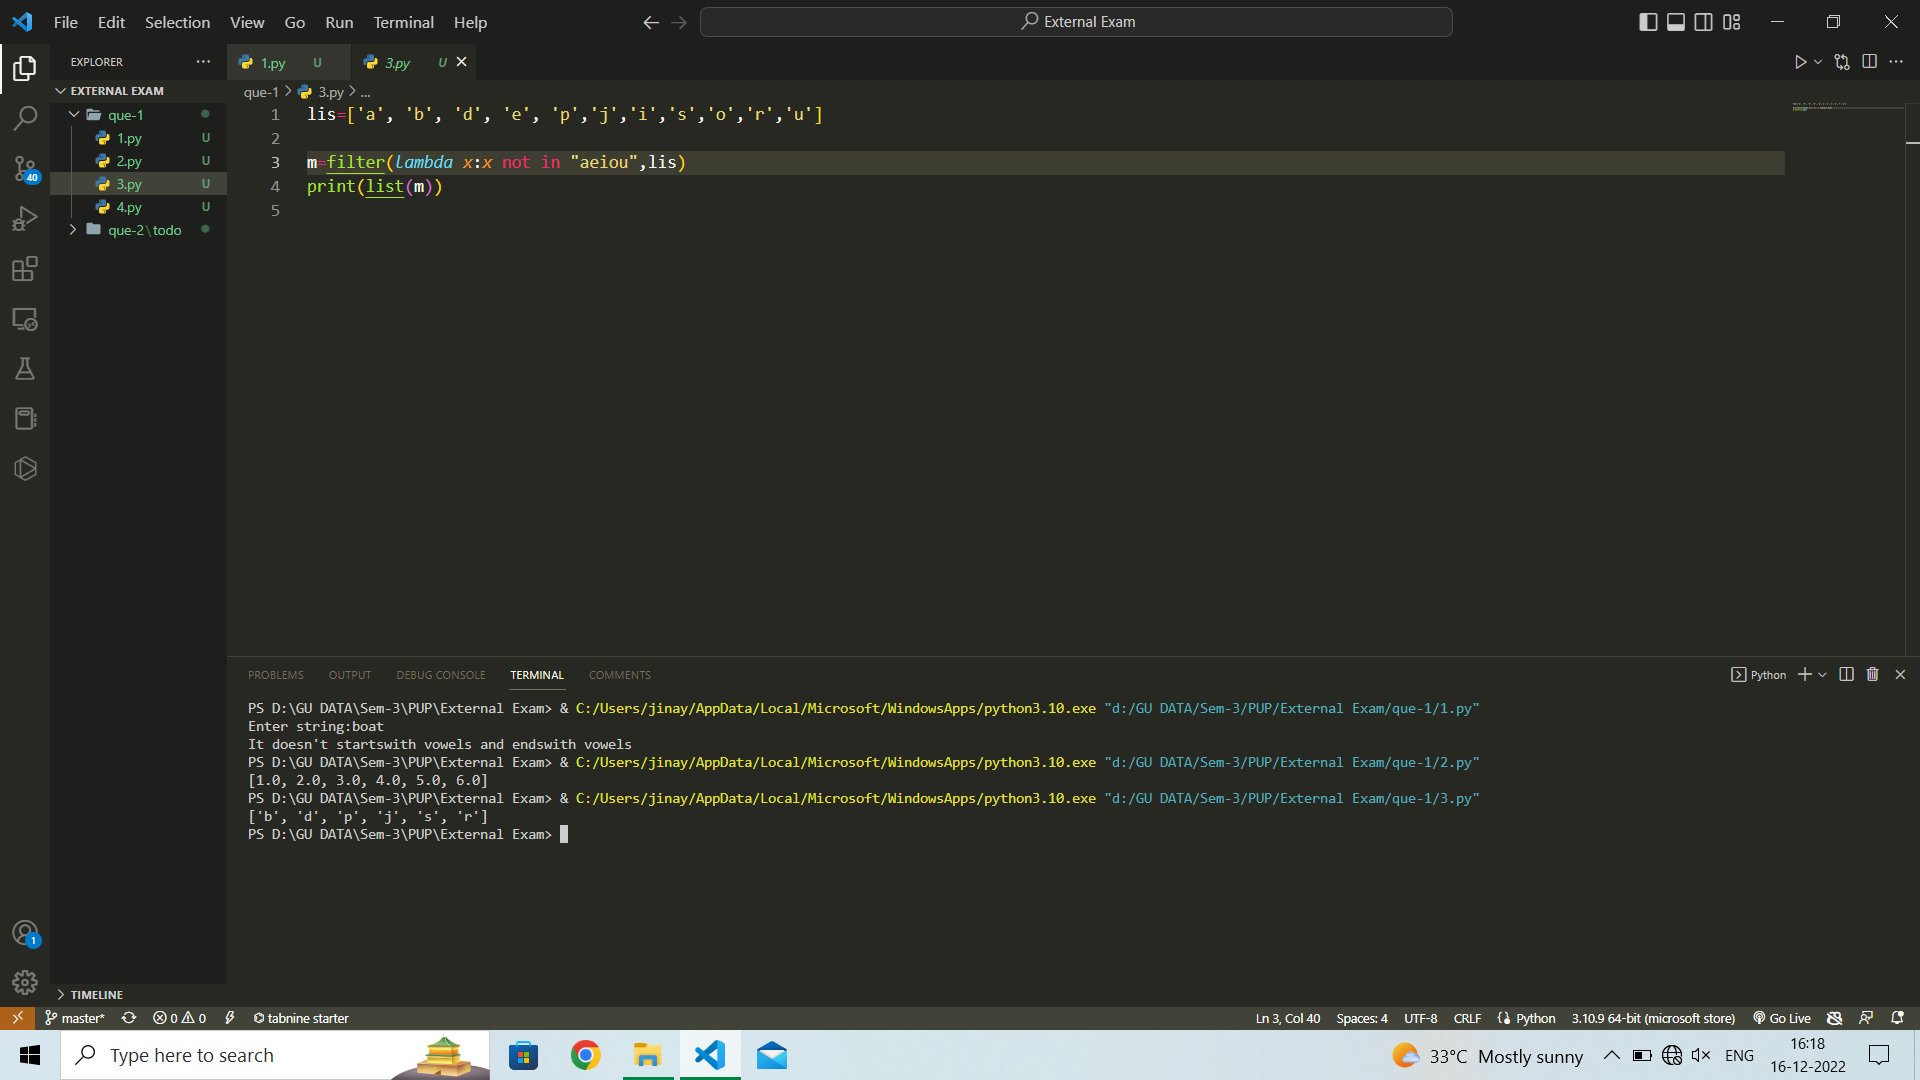 File Edit Selection View Go Run Terminal Help
External Exam
EXPLORER
1.py U
3.py U
EXTERNAL EXAM
que-1 > 3.py > ...
que-1
1.py U
2.py U
3.py U
4.py U
que-2\todo
1 lis=['a', 'b', 'd', 'e', 'p','j','i','s','o','r','u']
2
3 m=filter(lambda x:x not in "aeiou",lis)
4 print(list(m))
5
40
PROBLEMS OUTPUT DEBUG CONSOLE TERMINAL COMMENTS
Python
PS D:\GU DATA\Sem-3\PUP\External Exam> & C:/Users/jinay/AppData/Local/Microsoft/WindowsApps/python3.10.exe "d:/GU DATA/Sem-3/PUP/External Exam/que-1/1.py"
Enter string:boat
It doesn't startswith vowels and endswith vowels
PS D:\GU DATA\Sem-3\PUP\External Exam> & C:/Users/jinay/AppData/Local/Microsoft/WindowsApps/python3.10.exe "d:/GU DATA/Sem-3/PUP/External Exam/que-1/2.py"
[1.0, 2.0, 3.0, 4.0, 5.0, 6.0]
PS D:\GU DATA\Sem-3\PUP\External Exam> & C:/Users/jinay/AppData/Local/Microsoft/WindowsApps/python3.10.exe "d:/GU DATA/Sem-3/PUP/External Exam/que-1/3.py"
['b', 'd', 'p', 'j', 's', 'r']
PS D:\GU DATA\Sem-3\PUP\External Exam>
1
TIMELINE
master* 0 0 tabnine starter
Ln 3, Col 40 Spaces: 4 UTF-8 CRLF Python 3.10.9 64-bit (microsoft store) Go Live
Type here to search
33°C Mostly sunny
ENG
16:18
16-12-2022